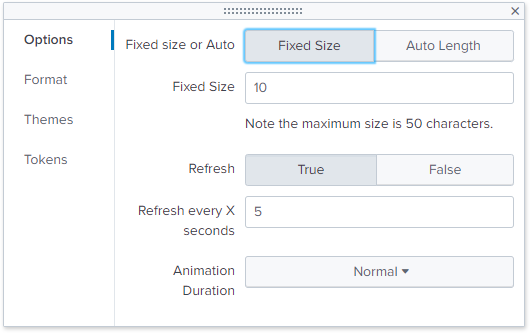 Options
Format
Themes
Tokens
Fixed size or Auto
Fixed Size
Auto Length
Fixed Size
10
Note the maximum size is 50 characters.
Refresh
True
False
Refresh every X
seconds
5
Animation
Duration
Normal